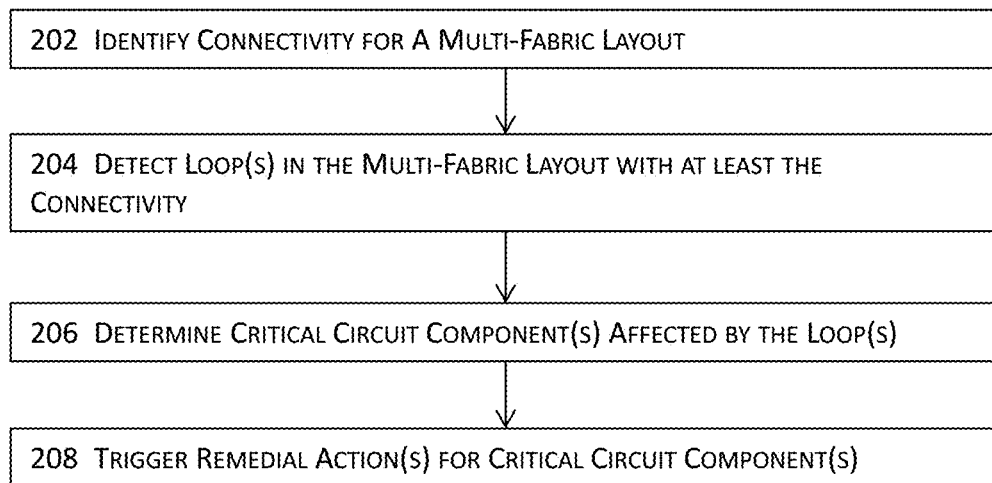 202 Identify Connectivity for A Multi-Fabric Layout
204 Detect Loop(s) in the Multi-Fabric Layout with at least the
Connectivity
206 Determine Critical Circuit Component(s) Affected by the Loop(s)
208 Trigger Remedial Action(s) for Critical Circuit Component(s)